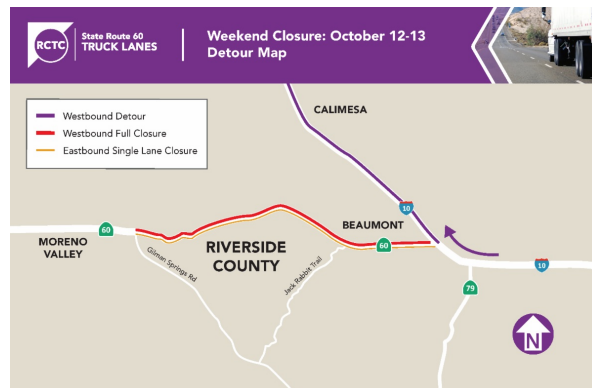 RCTC
State Route 60
TRUCK LANES
Weekend Closure: October 12-13
Detour Map
Westbound Detour
Westbound Full Closure
Eastbound Single Lane Closure
CALIMESA
10
BEAUMONT
60
MORENO
VALLEY
RIVERSIDE
COUNTY
60
10
Gilman Springs Rd
Jack Rabbit Trail
79
N